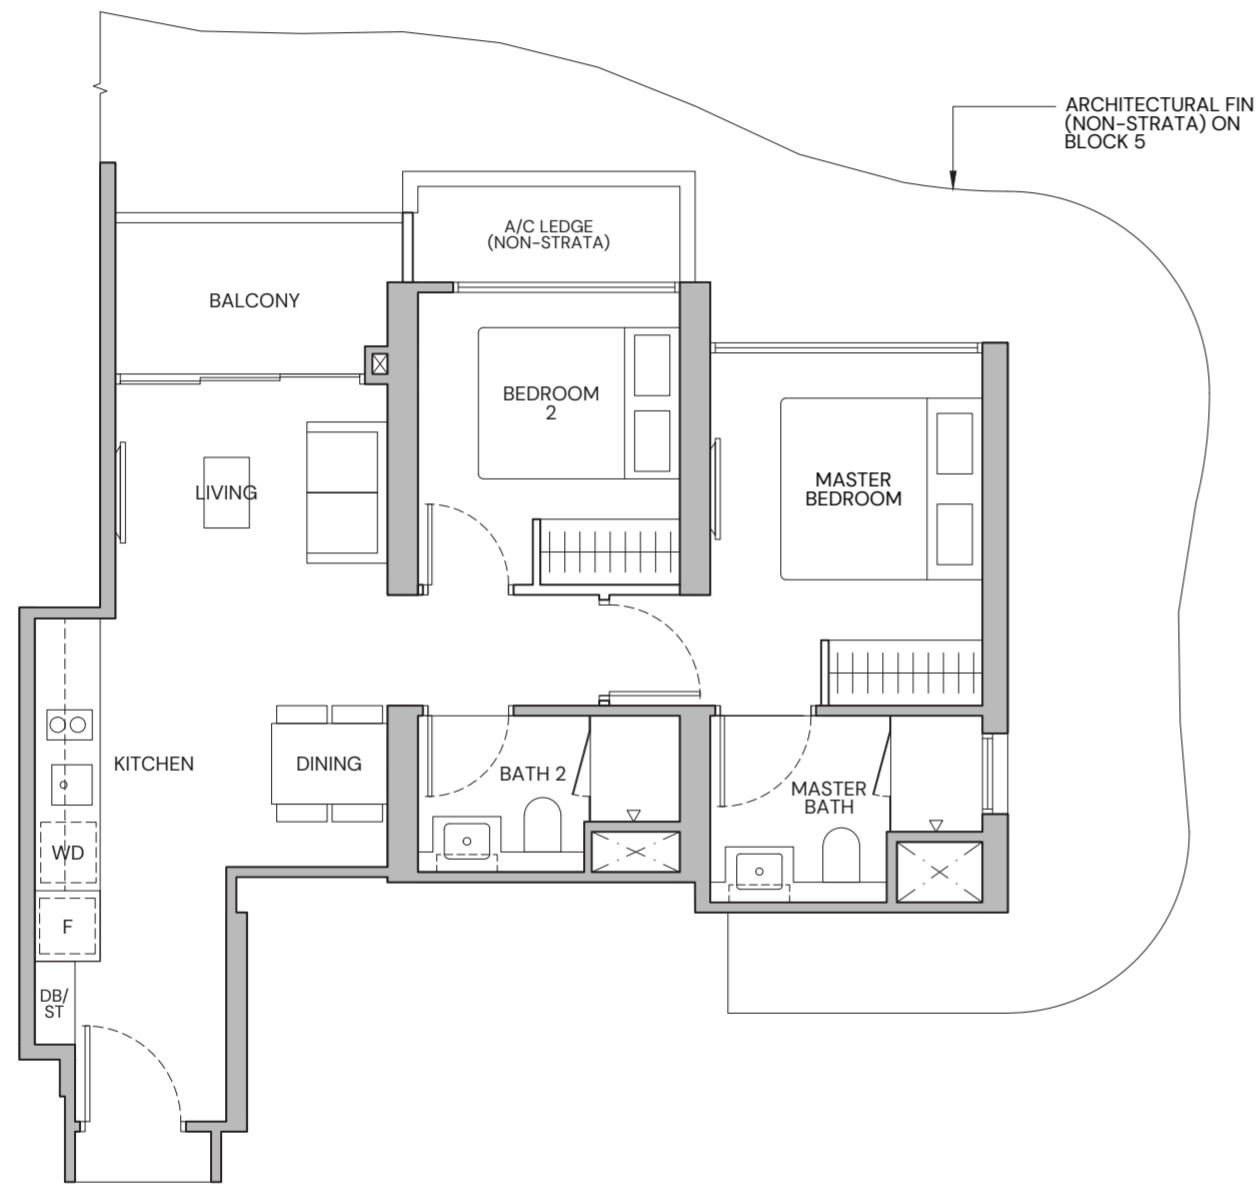 ARCHITECTURAL FIN
(NON-STRATA) ON
BLOCK 5
A/C LEDGE
(NON-STRATA)
BALCONY
BEDROOM
2
MASTER
BEDROOM
LIVING
KITCHEN
DINING
BATH 2
MASTER
BATH
WD
F
DB/
ST